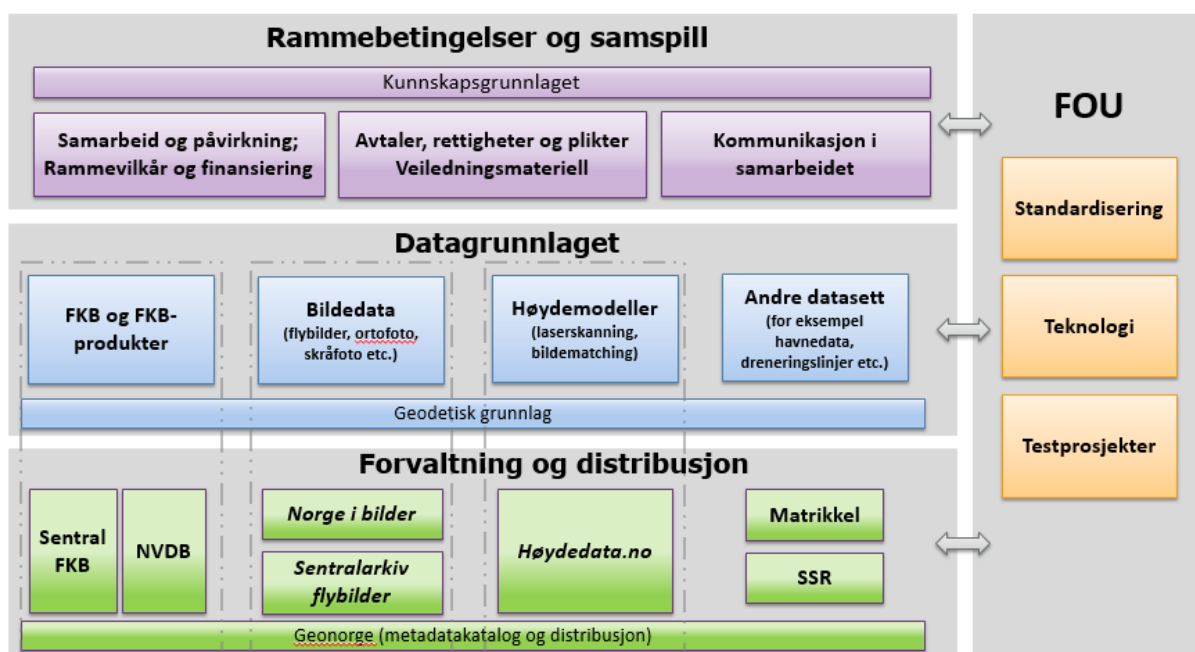 Rammebetingelser og samspill
Kunnskapsgrunnlaget
Samarbeid og påvirkning;
Rammevilkår og finansiering
Avtaler, rettigheter og plikter
Veiledningsmateriell
Kommunikasjon i
samarbeidet
Datagrunnlaget
FKB og FKB-
produkter
Bildedata
(flybilder, ortofoto,
skråfoto etc.)
Høydemodeller
(laserskanning,
bildematching)
Andre datasett
(for eksempel
havnedata,
dreneringslinjer etc.)
Geodetisk grunnlag
Forvaltning og distribusjon
Sentral
FKB
NVDB
Norge i bilder
Sentralarkiv
flybilder
Høydedata.no
Matrikkel
SSR
Geonorge (metadatakatalog og distribusjon)
FOU
Standardisering
Teknologi
Testprosjekter